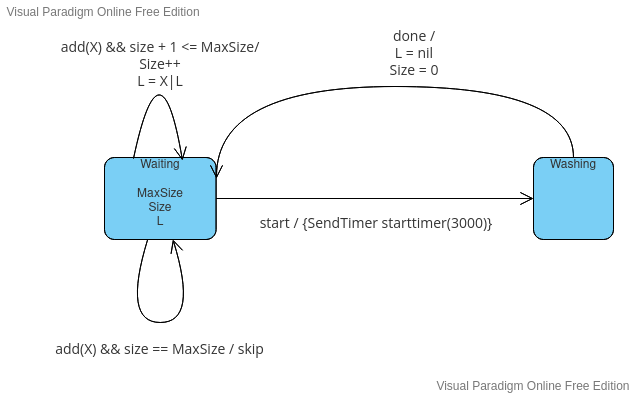 Visual Paradigm Online Free Edition
add(X) && size + 1 <= MaxSize/
Size++
L = X|L
done /
L = nil
Size = 0
Waiting
MaxSize
Size
L
Washing
start / {SendTimer starttimer(3000)}
add(X) && size == MaxSize / skip
Visual Paradigm Online Free Edition